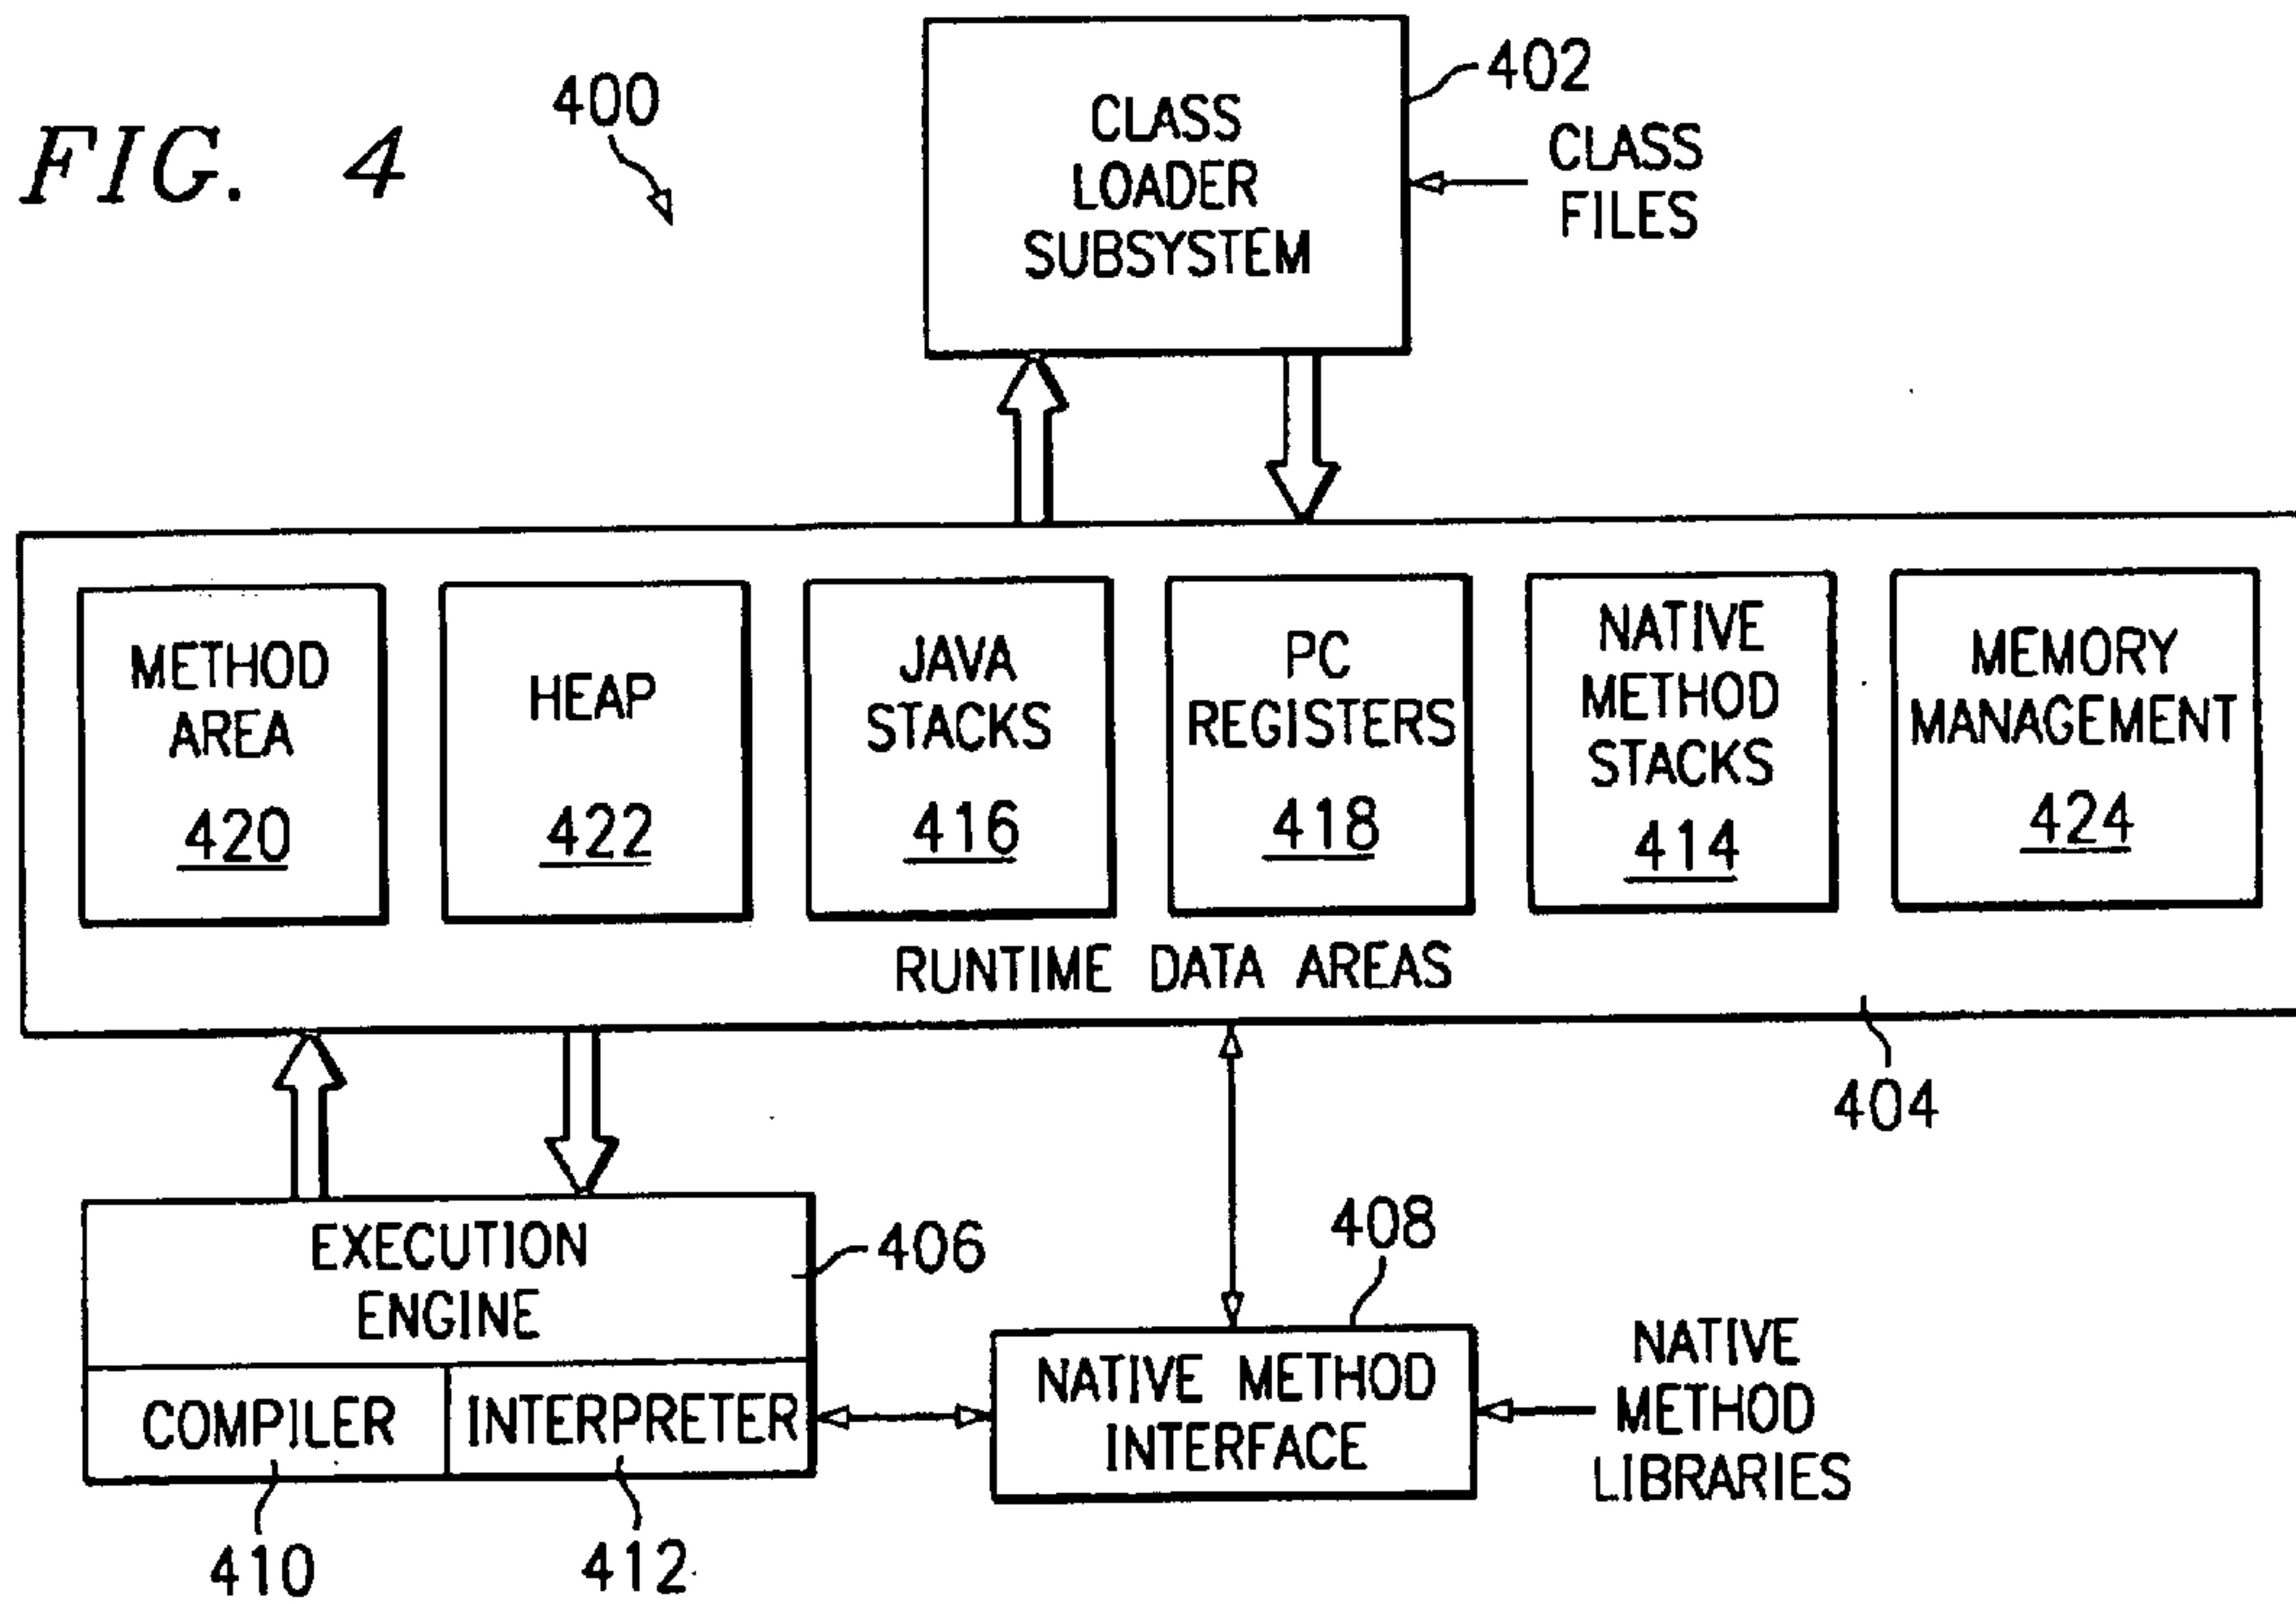 FIG. 4
400
CLASS
LOADER
SUBSYSTEM
402
CLASS
FILES
METHOD
AREA
420
HEAP
422
JAVA
STACKS
416
PC
REGISTERS
418
NATIVE
METHOD
STACKS
414
MEMORY
MANAGEMENT
424
RUNTIME DATA AREAS
404
EXECUTION
ENGINE
406
COMPILER
INTERPRETER
410
412
408
NATIVE METHOD
INTERFACE
NATIVE
METHOD
LIBRARIES